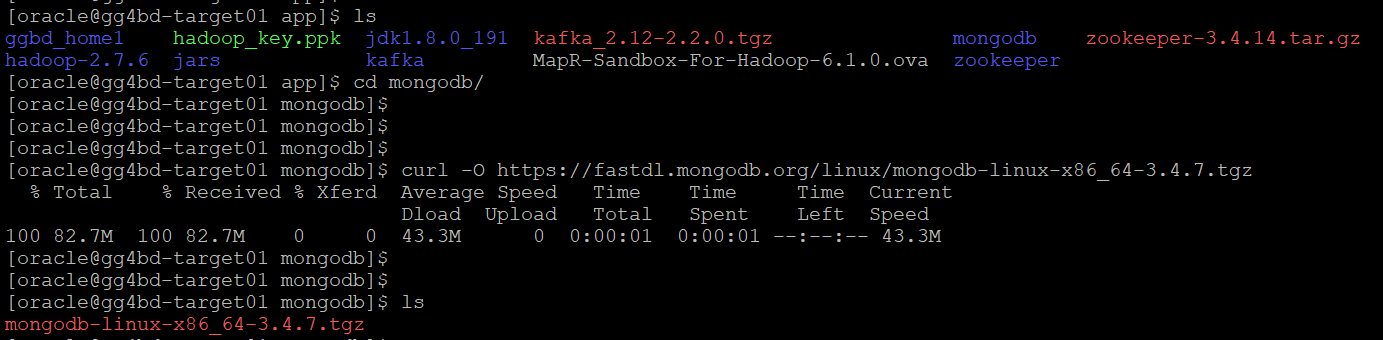 [oracle@gg4bd-target01 app]$ ls
ggbd_home1    hadoop_key.ppk  jdk1.8.0_191  kafka_2.12-2.2.0.tgz               mongodb    zookeeper-3.4.14.tar.gz
hadoop-2.7.6  jars            kafka         MapR-Sandbox-For-Hadoop-6.1.0.ova  zookeeper
[oracle@gg4bd-target01 app]$ cd mongodb/
[oracle@gg4bd-target01 mongodb]$
[oracle@gg4bd-target01 mongodb]$
[oracle@gg4bd-target01 mongodb]$
[oracle@gg4bd-target01 mongodb]$ curl -O https://fastdl.mongodb.org/linux/mongodb-linux-x86_64-3.4.7.tgz
  % Total    % Received % Xferd  Average Speed   Time    Time     Time  Current
                                 Dload  Upload   Total   Spent    Left  Speed
100 82.7M  100 82.7M    0     0  43.3M      0  0:00:01  0:00:01 --:--:-- 43.3M
[oracle@gg4bd-target01 mongodb]$
[oracle@gg4bd-target01 mongodb]$
[oracle@gg4bd-target01 mongodb]$ ls
mongodb-linux-x86_64-3.4.7.tgz